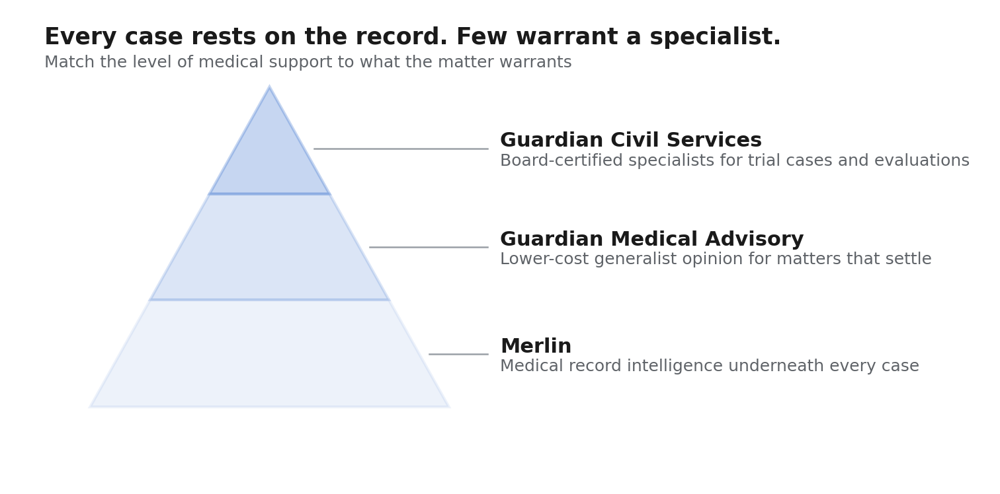 Every case rests on the record. Few warrant a specialist.
Match the level of medical support to what the matter warrants
Guardian Civil Services
Board-certified specialists for trial cases and evaluations
Guardian Medical Advisory
Lower-cost generalist opinion for matters that settle
Merlin
Medical record intelligence underneath every case